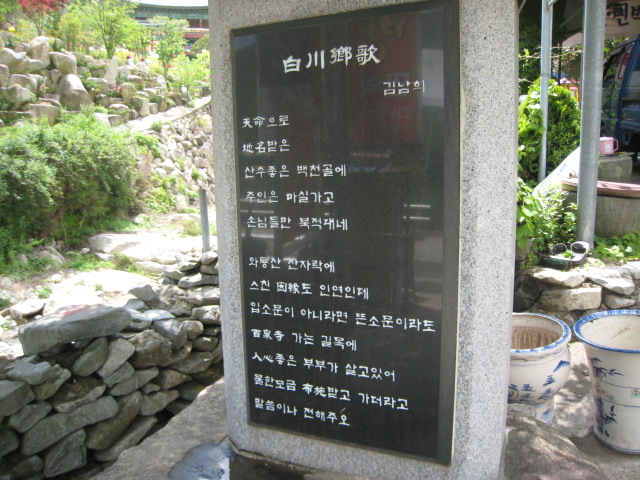 白川鄕歌
김남희
天命으로
地名받은
산수좋은 백천골에
주인은 마실가고
손님들만 북적대네
와룡산 산자락에
스친 因緣도 인연인데
입소문이 아니라면 뜬소문이라도
百泉寺 가는 길목에
人心좋은 부부가 살고있어
물한모금 布施받고 가더라고
말씀이나 전해주오